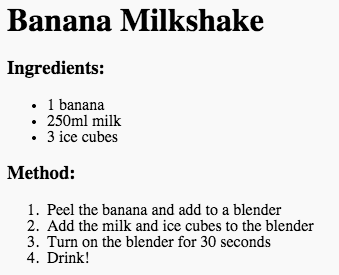 Banana Milkshake
Ingredients:
• 1 banana
• 250ml milk
• 3 ice cubes
Method:
1. Peel the banana and add to a blender
2. Add the milk and ice cubes to the blender
3. Turn on the blender for 30 seconds
4. Drink!